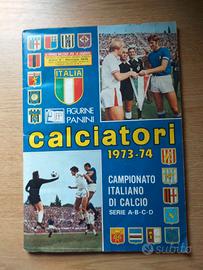 ITALIA
FIGURINE
PANINI
calciatori
1973-74
CAMPIONATO
ITALIANO
DI CALCIO
SERIE A-B-C-D
subito